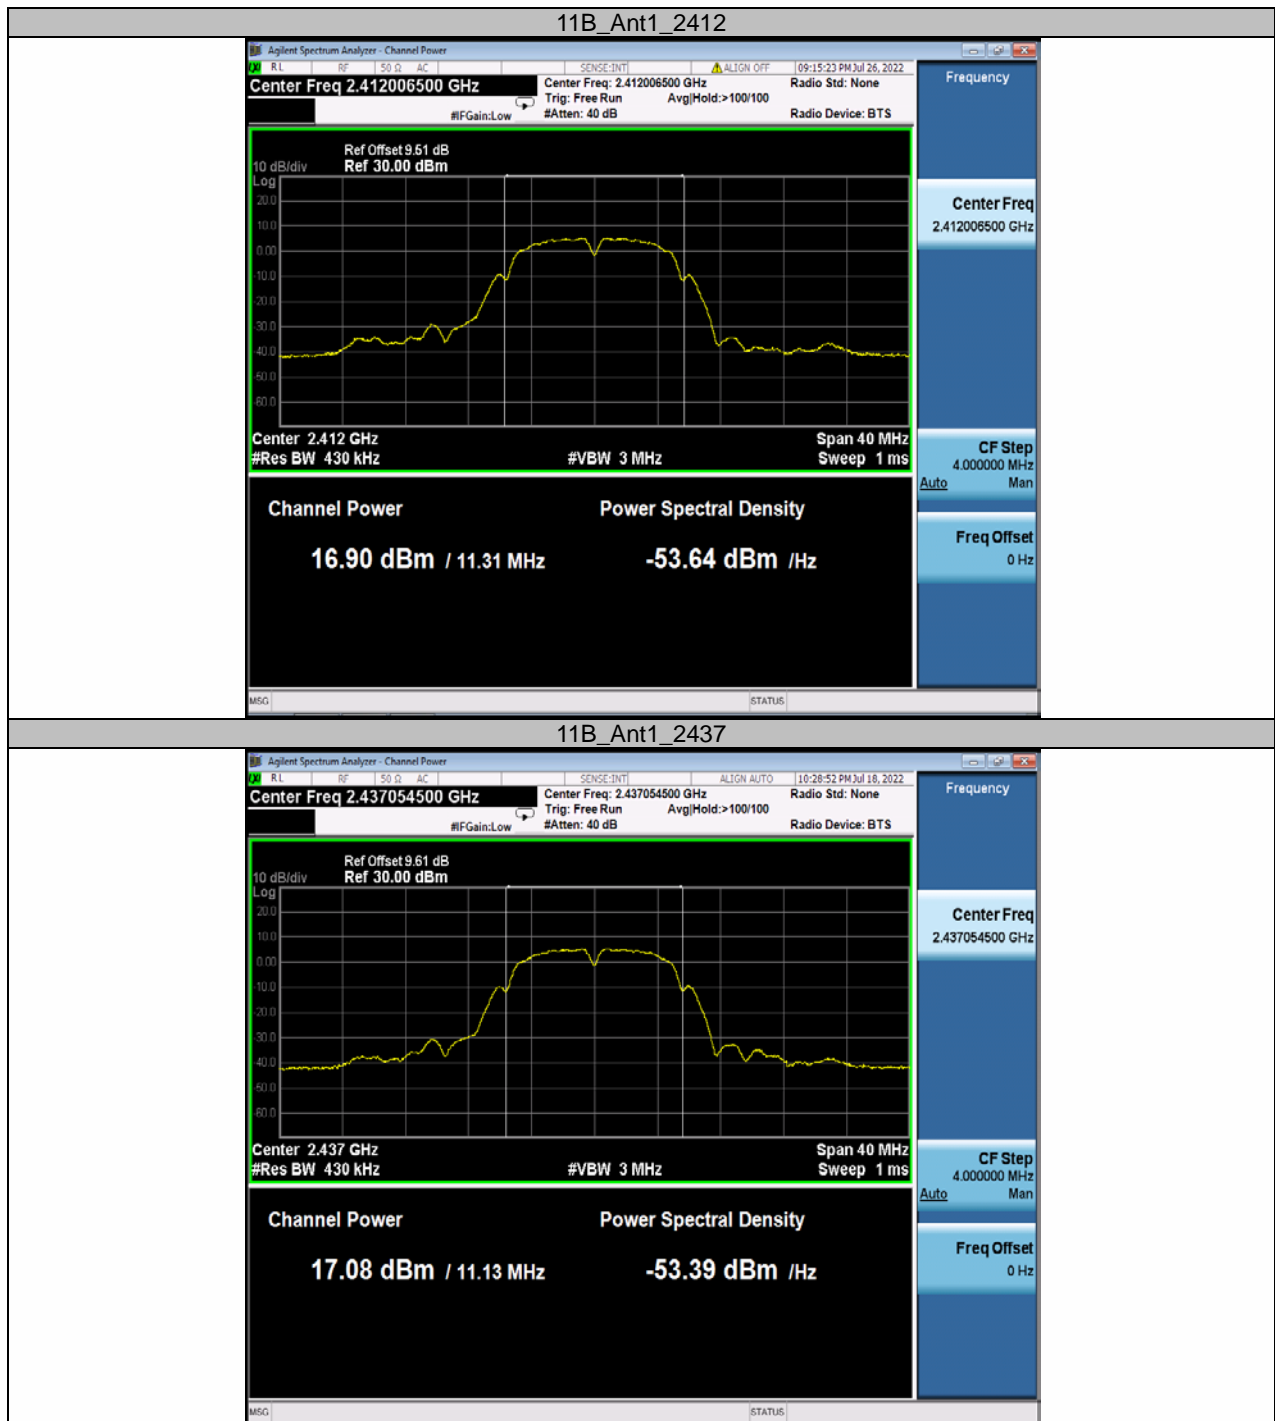 11B_Ant1_2412
Agilent Spectrum Analyzer - Channel Power
RL RF 50 Ω AC SENSE:INT ALIGN OFF 09:15:23 PM Jul 26, 2022
Center Freq 2.412006500 GHz
Center Freq: 2.412006500 GHz Radio Std: None
Trig: Free Run Avg|Hold:>100/100
#IFGain:Low #Atten: 40 dB Radio Device: BTS
Ref Offset 9.51 dB
10 dB/div Ref 30.00 dBm
Log
20.0
10.0
0.00
-10.0
-20.0
-30.0
-40.0
-50.0
-60.0
Center 2.412 GHz Span 40 MHz
#Res BW 430 kHz #VBW 3 MHz Sweep 1 ms
Channel Power Power Spectral Density
16.90 dBm / 11.31 MHz -53.64 dBm /Hz
MSG STATUS
Frequency
Center Freq
2.412006500 GHz
CF Step
4.000000 MHz
Auto Man
Freq Offset
0 Hz
11B_Ant1_2437
Agilent Spectrum Analyzer - Channel Power
RL RF 50 Ω AC SENSE:INT ALIGN AUTO 10:28:52 PM Jul 18, 2022
Center Freq 2.437054500 GHz
Center Freq: 2.437054500 GHz Radio Std: None
Trig: Free Run Avg|Hold:>100/100
#IFGain:Low #Atten: 40 dB Radio Device: BTS
Ref Offset 9.61 dB
10 dB/div Ref 30.00 dBm
Log
20.0
10.0
0.00
-10.0
-20.0
-30.0
-40.0
-50.0
-60.0
Center 2.437 GHz Span 40 MHz
#Res BW 430 kHz #VBW 3 MHz Sweep 1 ms
Channel Power Power Spectral Density
17.08 dBm / 11.13 MHz -53.39 dBm /Hz
MSG STATUS
Frequency
Center Freq
2.437054500 GHz
CF Step
4.000000 MHz
Auto Man
Freq Offset
0 Hz